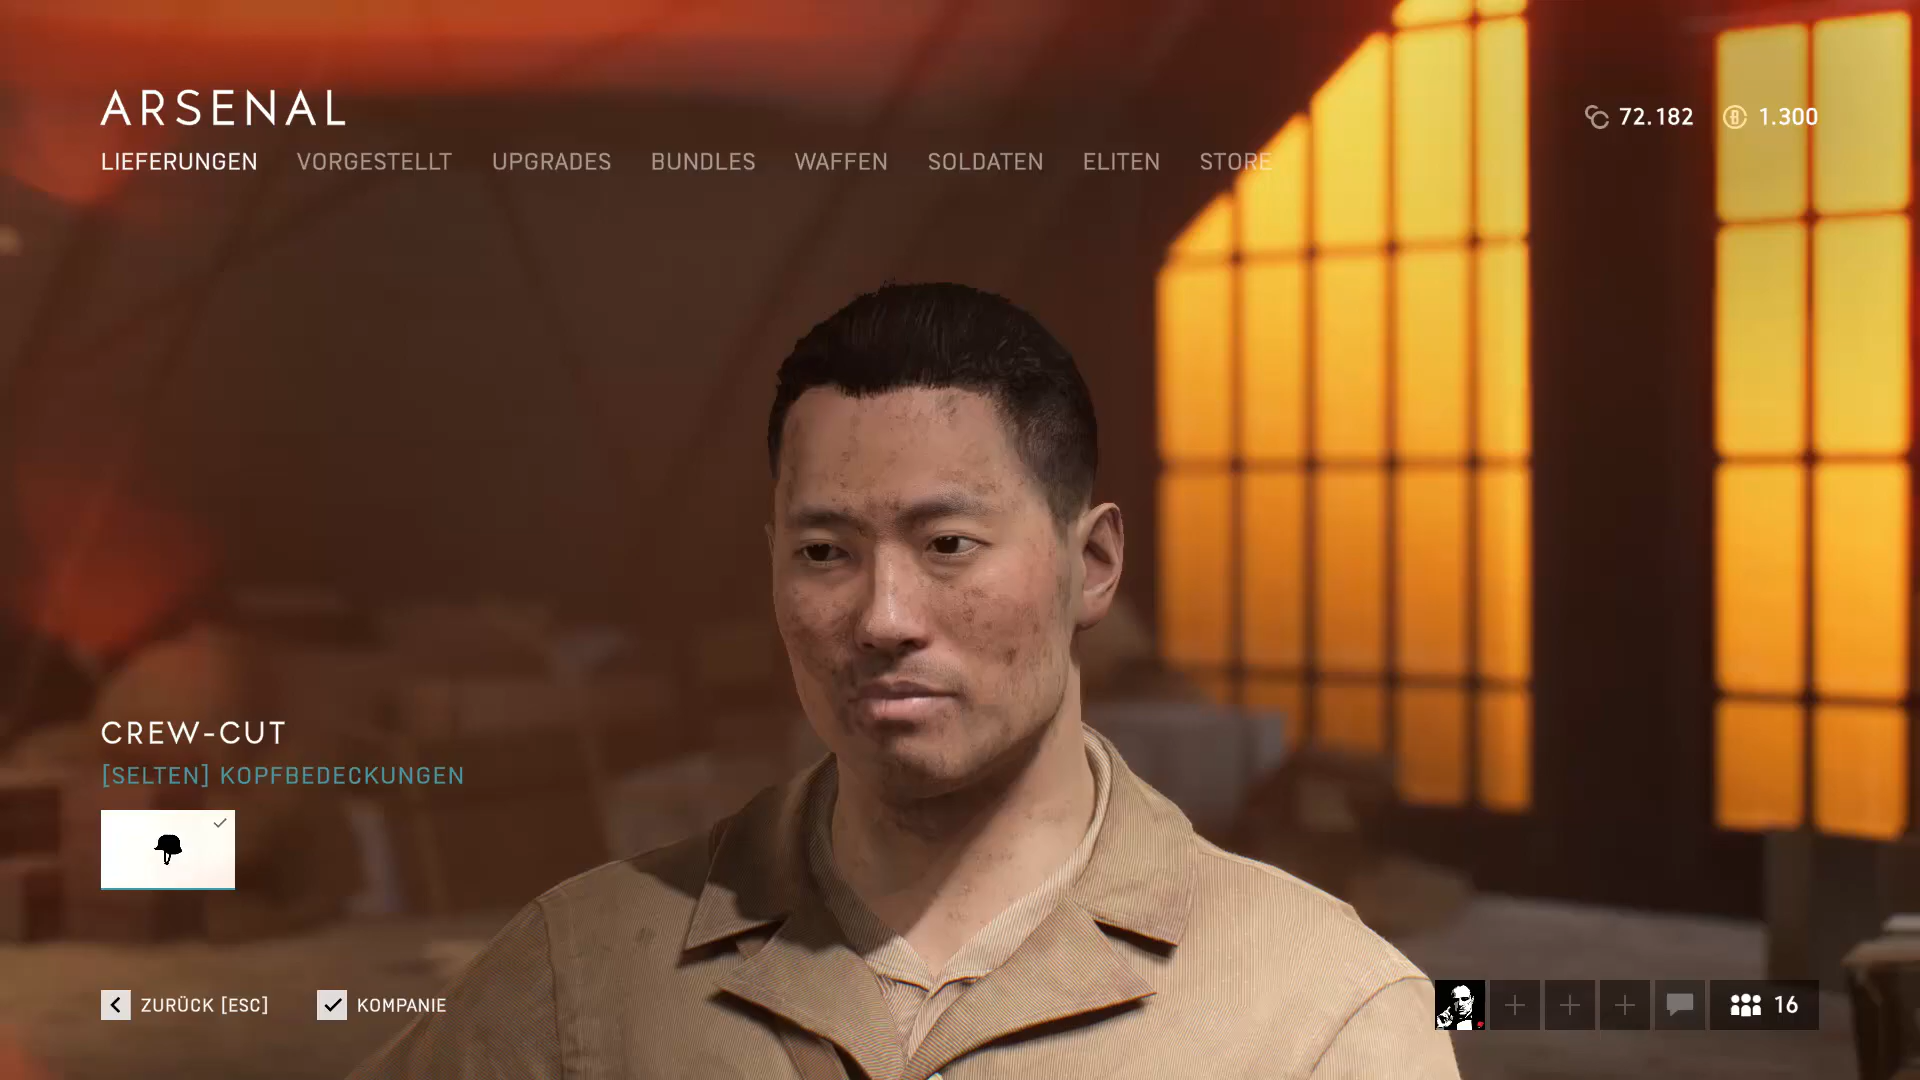 ARSENAL
72.182 1.300
LIEFERUNGEN VORGESTELLT UPGRADES BUNDLES WAFFEN SOLDATEN ELITEN STORE
CREW-CUT
[SELTEN] KOPFBEDECKUNGEN
ZURÜCK [ESC] KOMPANIE
16